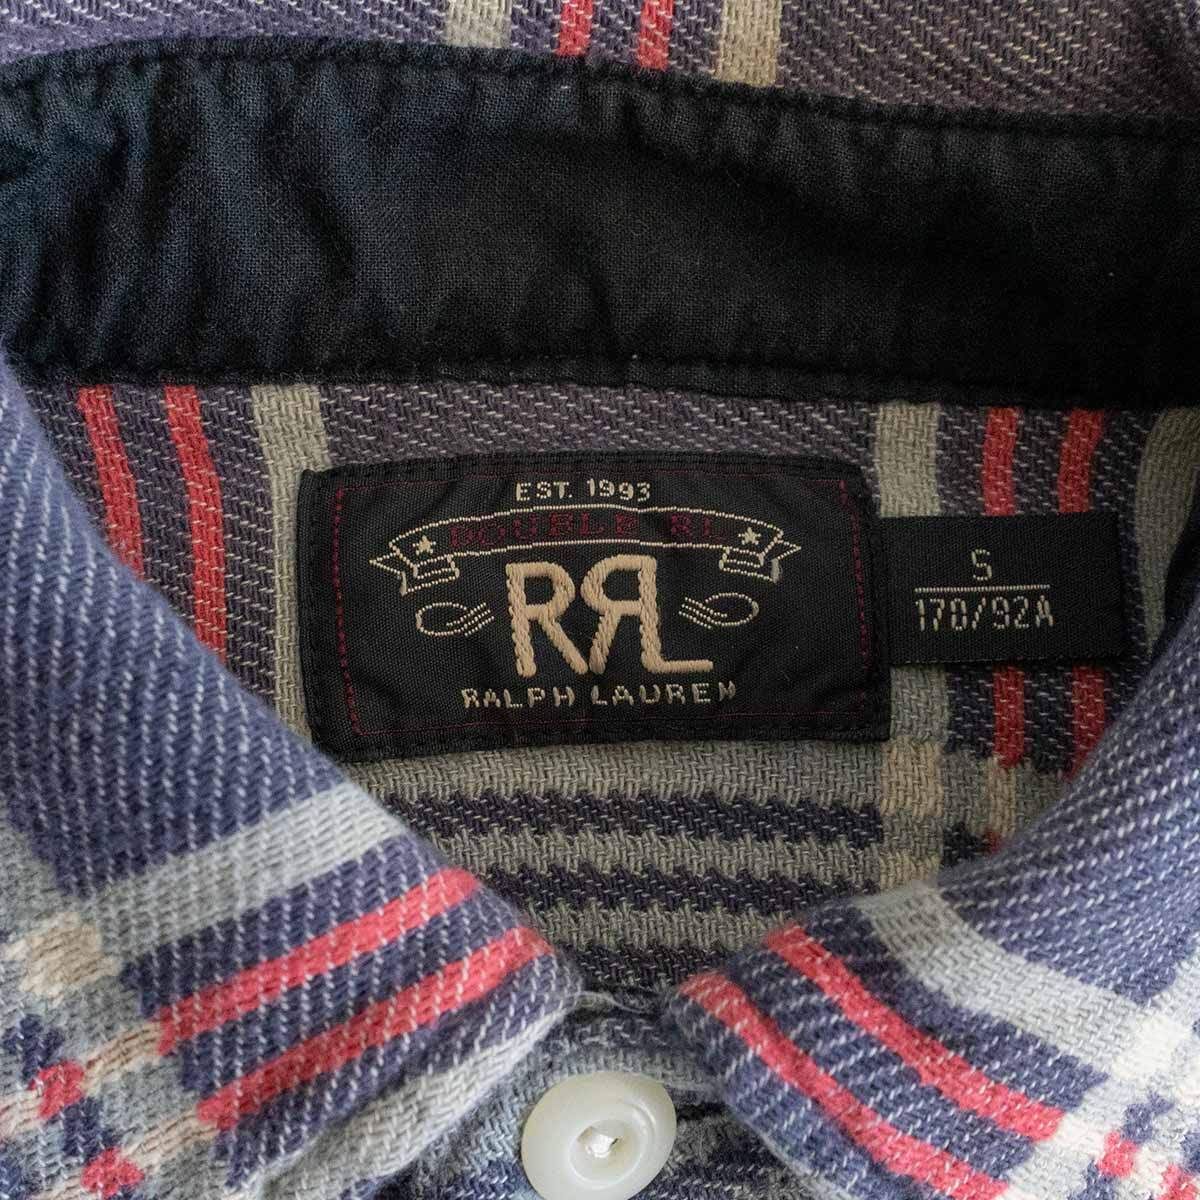 EST. 1993
DOUBLE RL
RRL
RALPH LAUREN
S
170/92A